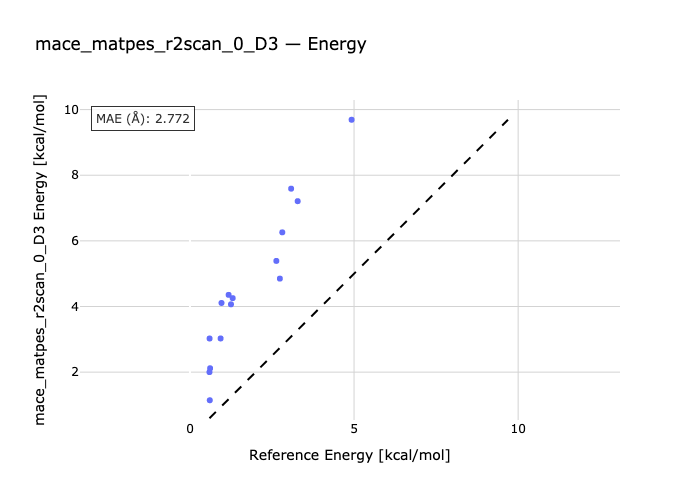 mace_matpes_r2scan_0_D3 — Energy
MAE (Å): 2.772
mace_matpes_r2scan_0_D3 Energy [kcal/mol]
10
8
6
4
2
0
5
10
Reference Energy [kcal/mol]